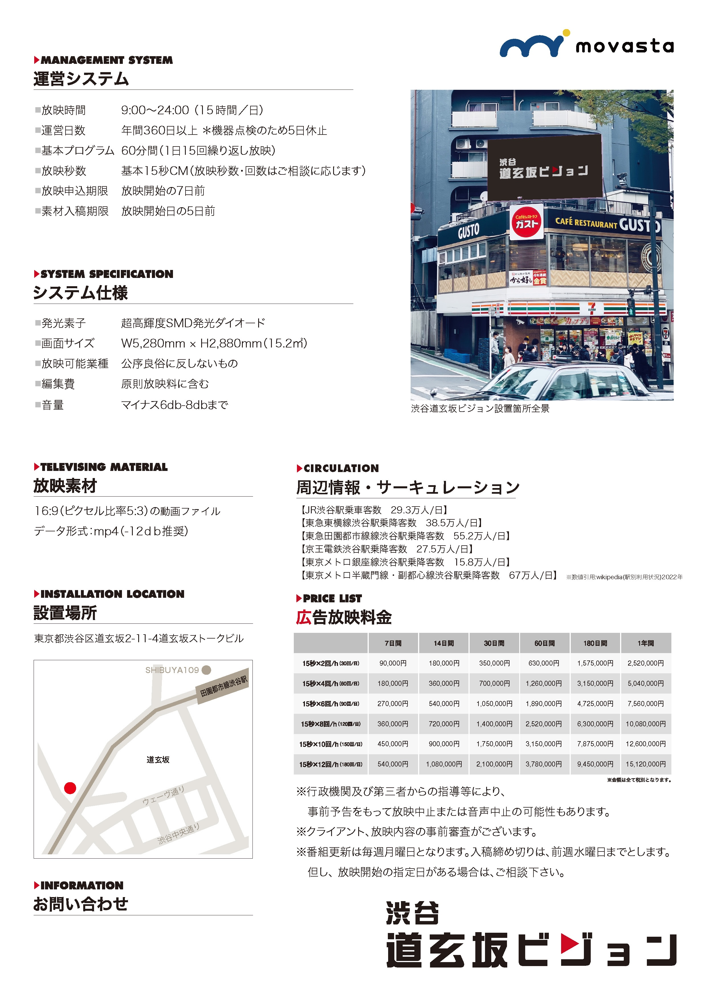 movasta
MANAGEMENT SYSTEM
運営システム
■放映時間 9:00〜24:00（15時間／日）
■運営日数 年間360日以上 ＊機器点検のため5日休止
■基本プログラム 60分間（1日15回繰り返し放映）
■放映秒数 基本15秒CM（放映秒数・回数はご相談に応じます）
■放映申込期限 放映開始の7日前
■素材入稿期限 放映開始日の5日前
SYSTEM SPECIFICATION
システム仕様
■発光素子 超高輝度SMD発光ダイオード
■画面サイズ W5,280mm × H2,880mm（15.2㎡）
■放映可能業種 公序良俗に反しないもの
■編集費 原則放映料に含む
■音量 マイナス6db-8dbまで
渋谷
道玄坂ビジョン
GUSTO
Caféレストラン
ガスト
CAFÉ RESTAURANT GUSTO
から好し
4年連続
金賞
7
ELEVEN
カップデリ
酒
渋谷道玄坂ビジョン設置箇所全景
TELEVISING MATERIAL
放映素材
16:9（ピクセル比率5:3）の動画ファイル
データ形式：mp4（-12db推奨）
CIRCULATION
周辺情報・サーキュレーション
【JR渋谷駅乗車客数 29.3万人/日】
【東急東横線渋谷駅乗降客数 38.5万人/日】
【東急田園都市線線渋谷駅乗降客数 55.2万人/日】
【京王電鉄渋谷駅乗降客数 27.5万人/日】
【東京メトロ銀座線渋谷駅乗降客数 15.8万人/日】
【東京メトロ半蔵門線・副都心線渋谷駅乗降客数 67万人/日】 ※数値引用:wikipedia(駅別利用状況)2022年
INSTALLATION LOCATION
設置場所
東京都渋谷区道玄坂2-11-4道玄坂ストークビル
SHIBUYA109
田園都市線渋谷駅
道玄坂
ウェーヴ通り
渋谷中央通り
PRICE LIST
広告放映料金
7日間 14日間 30日間 60日間 180日間 1年間
15秒×2回/h（30回/日） 90,000円 180,000円 350,000円 630,000円 1,575,000円 2,520,000円
15秒×4回/h（60回/日） 180,000円 360,000円 700,000円 1,260,000円 3,150,000円 5,040,000円
15秒×6回/h（90回/日） 270,000円 540,000円 1,050,000円 1,890,000円 4,725,000円 7,560,000円
15秒×8回/h（120回/日） 360,000円 720,000円 1,400,000円 2,520,000円 6,300,000円 10,080,000円
15秒×10回/h（150回/日） 450,000円 900,000円 1,750,000円 3,150,000円 7,875,000円 12,600,000円
15秒×12回/h（180回/日） 540,000円 1,080,000円 2,100,000円 3,780,000円 9,450,000円 15,120,000円
※金額は全て税別となります。
※行政機関及び第三者からの指導等により、
事前予告をもって放映中止または音声中止の可能性もあります。
※クライアント、放映内容の事前審査がございます。
※番組更新は毎週月曜日となります。入稿締め切りは、前週水曜日までとします。
但し、放映開始の指定日がある場合は、ご相談下さい。
INFORMATION
お問い合わせ
渋谷
道玄坂ビジョン